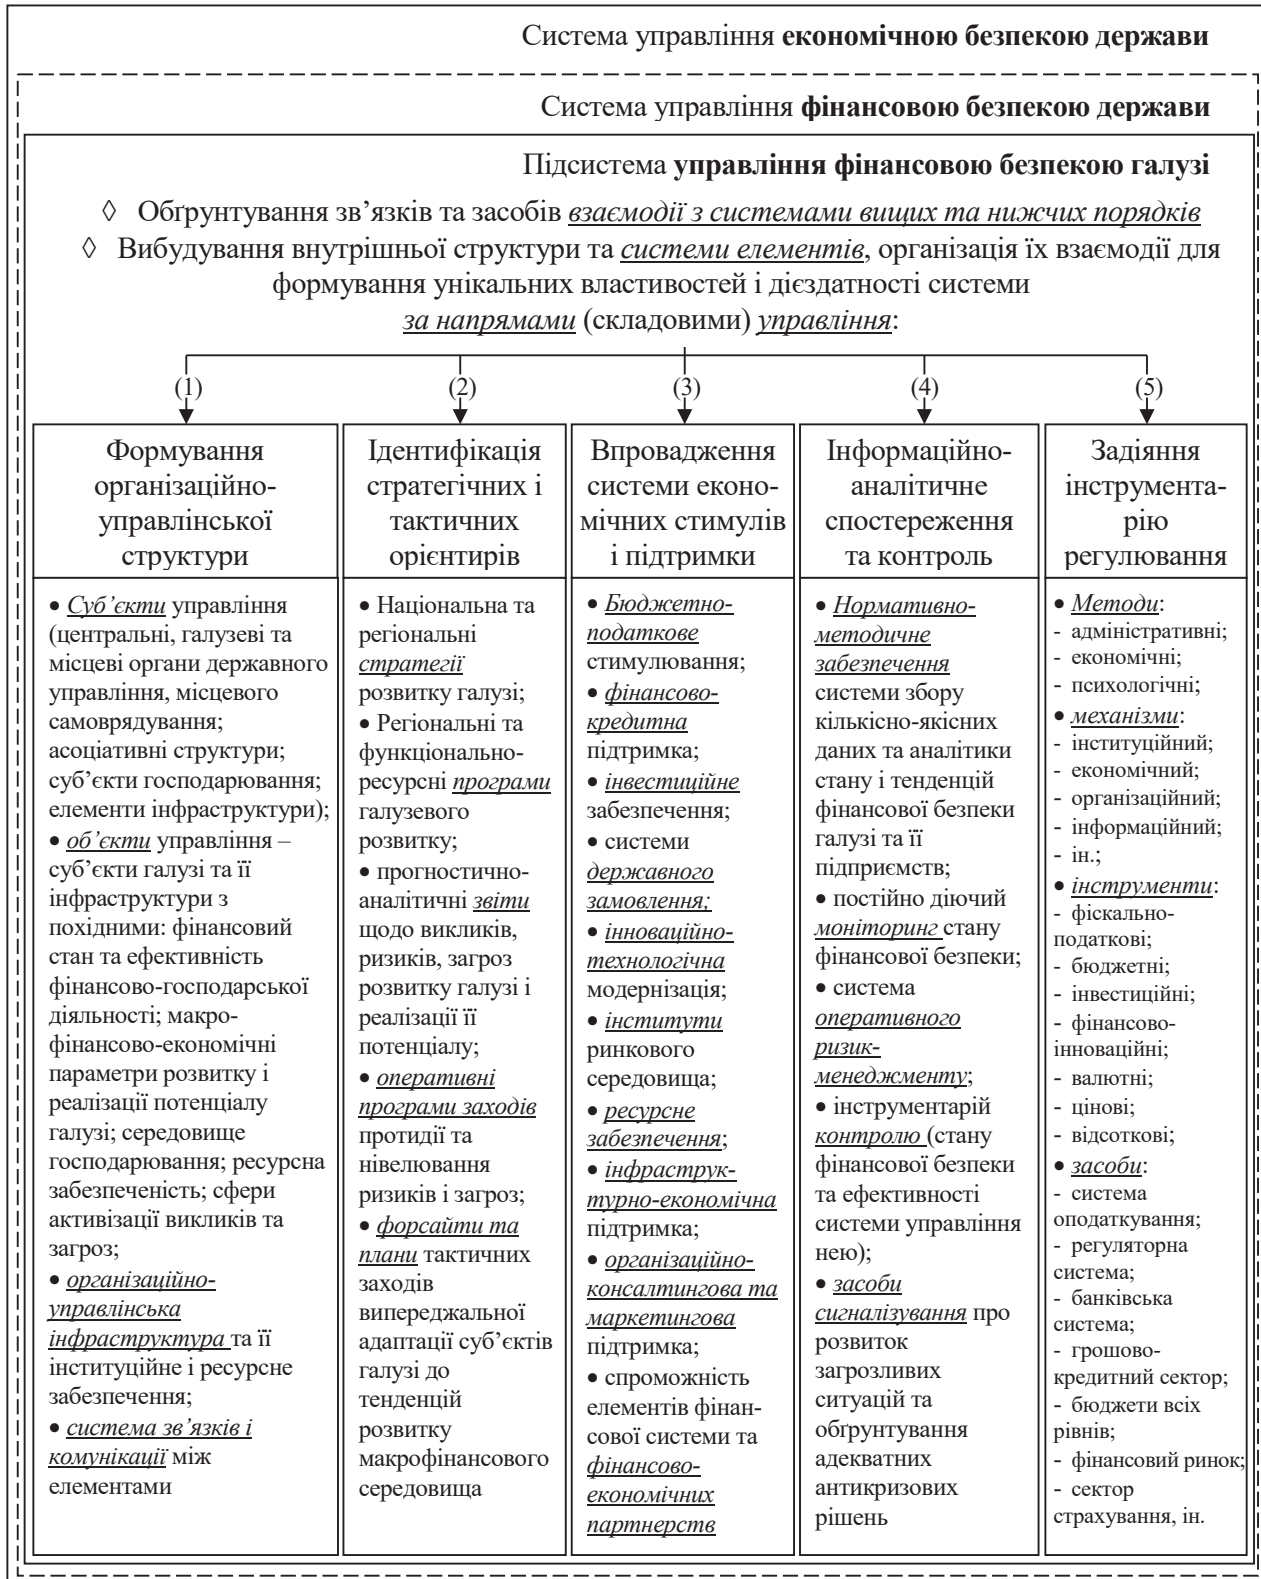 Система управління економічною безпекою держави
Система управління фінансовою безпекою держави
Підсистема управління фінансовою безпекою галузі
◊ Обґрунтування зв’язків та засобів взаємодії з системами вищих та нижчих порядків
◊ Вибудування внутрішньої структури та системи елементів, організація їх взаємодії для
формування унікальних властивостей і дієздатності системи
за напрямами (складовими) управління:
(1)
(2)
(3)
(4)
(5)
Формування
організаційно-
управлінської
структури
Ідентифікація
стратегічних і
тактичних
орієнтирів
Впровадження
системи еконо-
мічних стимулів
і підтримки
Інформаційно-
аналітичне
спостереження
та контроль
Задіяння
інструмента-
рію
регулювання
• Суб’єкти управління
(центральні, галузеві та
місцеві органи державного
управління, місцевого
самоврядування;
асоціативні структури;
суб’єкти господарювання;
елементи інфраструктури);
• об’єкти управління –
суб’єкти галузі та її
інфраструктури з
похідними: фінансовий
стан та ефективність
фінансово-господарської
діяльності; макро-
фінансово-економічні
параметри розвитку і
реалізації потенціалу
галузі; середовище
господарювання; ресурсна
забезпеченість; сфери
активізації викликів та
загроз;
• організаційно-
управлінська
інфраструктура та її
інституційне і ресурсне
забезпечення;
• система зв’язків і
комунікації між
елементами
• Національна та
регіональні
стратегії
розвитку галузі;
• Регіональні та
функціонально-
ресурсні програми
галузевого
розвитку;
• прогностично-
аналітичні звіти
щодо викликів,
ризиків, загроз
розвитку галузі і
реалізації її
потенціалу;
• оперативні
програми заходів
протидії та
нівелювання
ризиків і загроз;
• форсайти та
плани тактичних
заходів
випереджальної
адаптації суб’єктів
галузі до
тенденцій
розвитку
макрофінансового
середовища
• Бюджетно-
податкове
стимулювання;
• фінансово-
кредитна
підтримка;
• інвестиційне
забезпечення;
• системи
державного
замовлення;
• інноваційно-
технологічна
модернізація;
• інститути
ринкового
середовища;
• ресурсне
забезпечення;
• інфраструк-
турно-економічна
підтримка;
• організаційно-
консалтингова та
маркетингова
підтримка;
• спроможність
елементів фінан-
сової системи та
фінансово-
економічних
партнерств
• Нормативно-
методичне
забезпечення
системи збору
кількісно-якісних
даних та аналітики
стану і тенденцій
фінансової безпеки
галузі та її
підприємств;
• постійно діючий
моніторинг стану
фінансової безпеки;
• система
оперативного
ризик-
менеджменту;
• інструментарій
контролю (стану
фінансової безпеки
та ефективності
системи управління
нею);
• засоби
сигналізування про
розвиток
загрозливих
ситуацій та
обґрунтування
адекватних
антикризових
рішень
• Методи:
- адміністративні;
- економічні;
- психологічні;
• механізми:
- інституційний;
- економічний;
- організаційний;
- інформаційний;
- ін.;
• інструменти:
- фіскально-
податкові;
- бюджетні;
- інвестиційні;
- фінансово-
інноваційні;
- валютні;
- цінові;
- відсоткові;
• засоби:
- система
оподаткування;
- регуляторна
система;
- банківська
система;
- грошово-
кредитний сектор;
- бюджети всіх
рівнів;
- фінансовий ринок;
- сектор
страхування, ін.